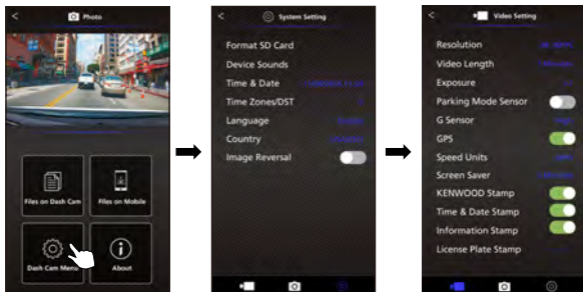 Photo
Files on Dash Cam
Files on Mobile
Dash Cam Menu
About
System Setting
Format SD Card
Device Sounds
Time & Date
Time Zones/DST
Language
Country
Image Reversal
Video Setting
Resolution
Video Length
Exposure
Parking Mode Sensor
G Sensor
GPS
Speed Units
Screen Saver
KENWOOD Stamp
Time & Date Stamp
Information Stamp
License Plate Stamp